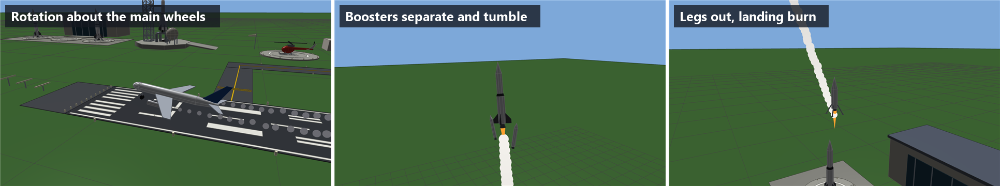 Rotation about the main wheels
Boosters separate and tumble
Legs out, landing burn